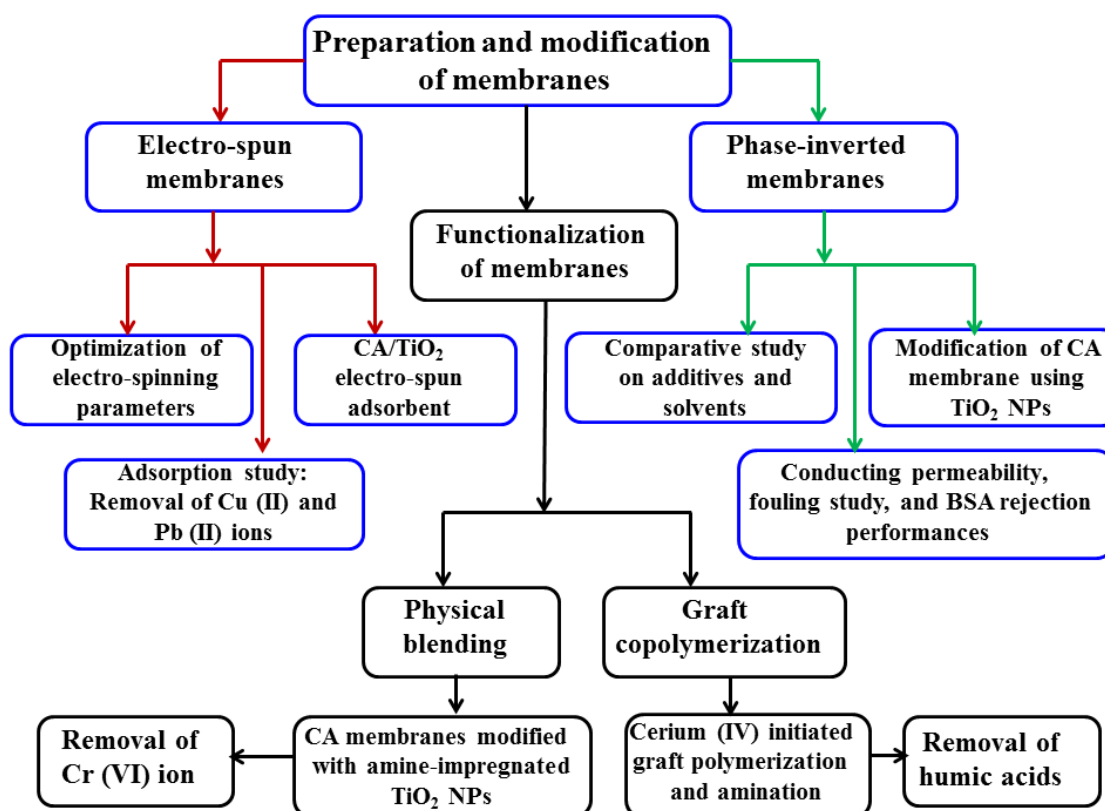 Preparation and modification
of membranes
Electro-spun
membranes
Phase-inverted
membranes
Functionalization
of membranes
Optimization of
electro-spinning
parameters
CA/TiO₂
electro-spun
adsorbent
Comparative study
on additives and
solvents
Modification of CA
membrane using
TiO₂ NPs
Adsorption study:
Removal of Cu (II) and
Pb (II) ions
Conducting permeability,
fouling study, and BSA rejection
performances
Physical
blending
Graft
copolymerization
Removal of
Cr (VI) ion
CA membranes modified
with amine-impregnated
TiO₂ NPs
Cerium (IV) initiated
graft polymerization
and amination
Removal of
humic acids